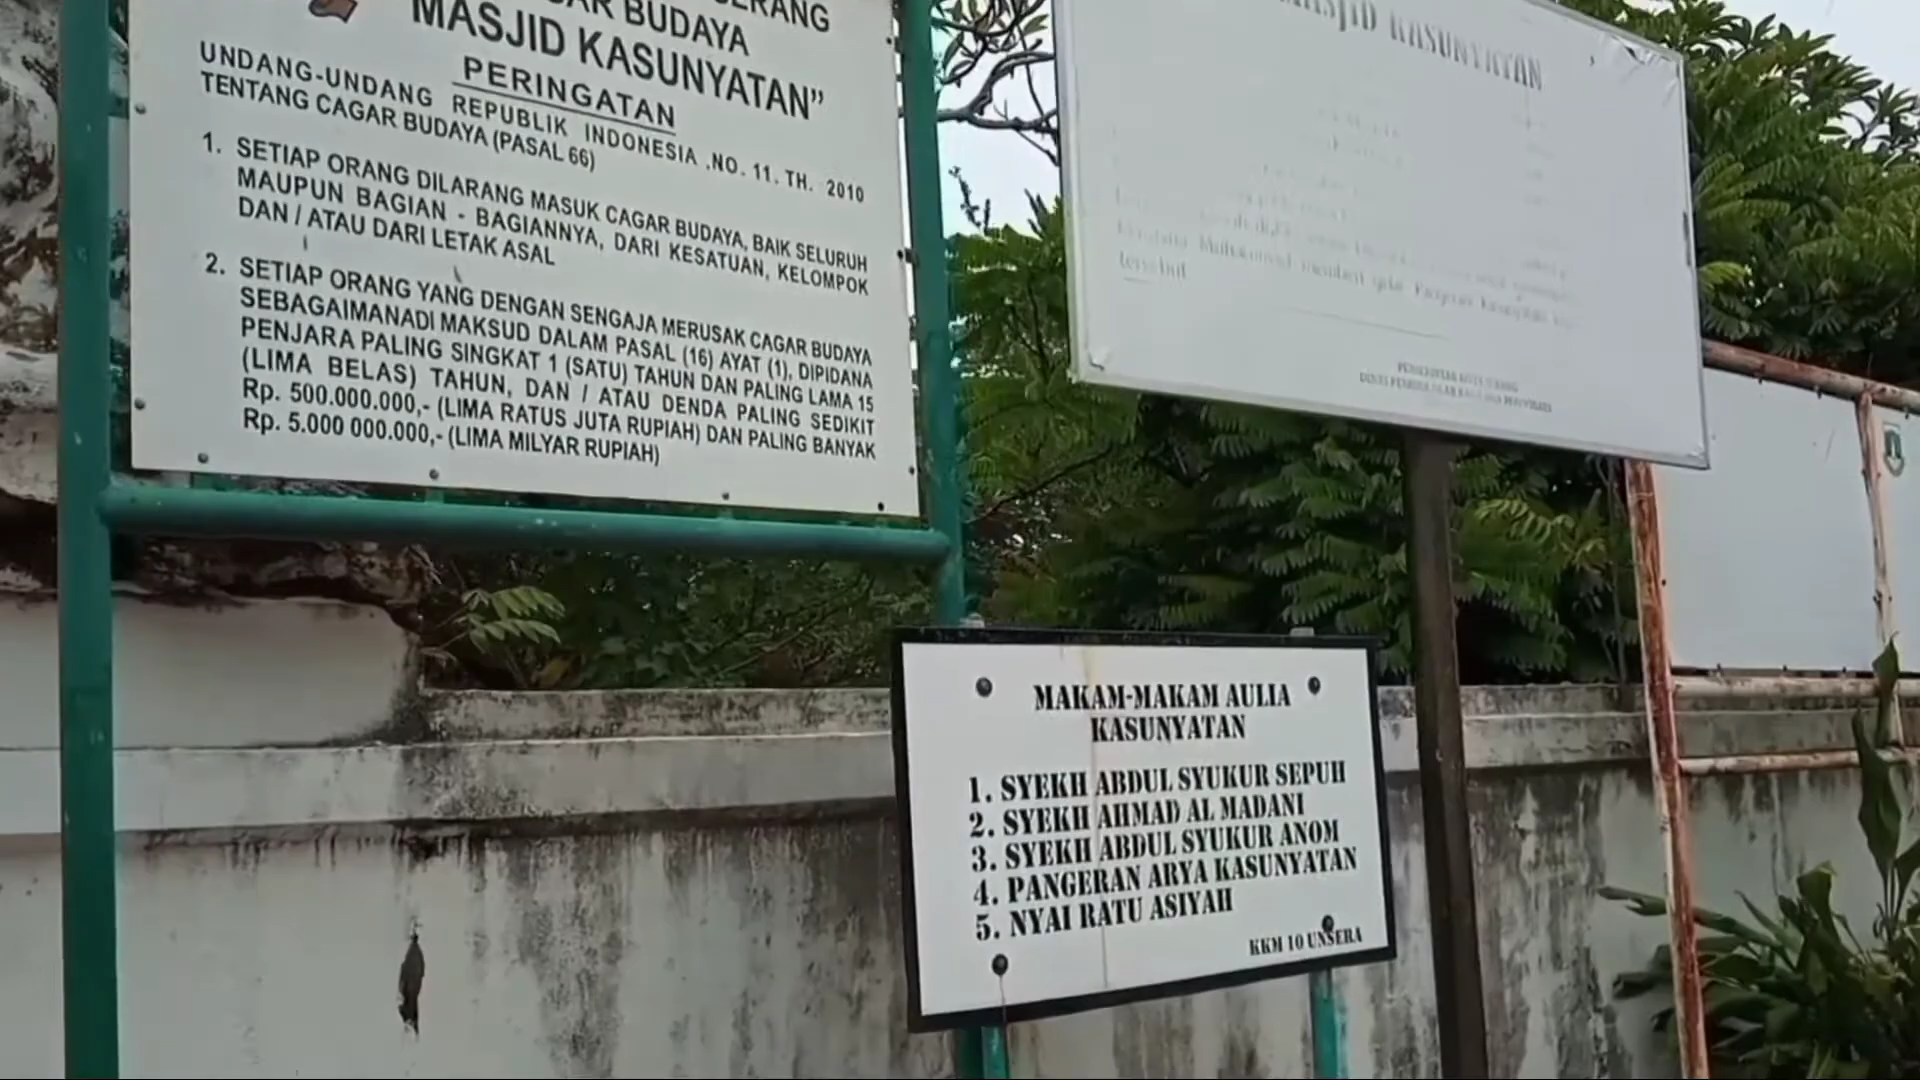 SERANG
CAGAR BUDAYA
MASJID KASUNYATAN”
PERINGATAN
UNDANG-UNDANG REPUBLIK INDONESIA .NO. 11. TH. 2010
TENTANG CAGAR BUDAYA (PASAL 66)
1. SETIAP ORANG DILARANG MASUK CAGAR BUDAYA, BAIK SELURUH
MAUPUN BAGIAN - BAGIANNYA, DARI KESATUAN, KELOMPOK
DAN / ATAU DARI LETAK ASAL
2. SETIAP ORANG YANG DENGAN SENGAJA MERUSAK CAGAR BUDAYA
SEBAGAIMANADI MAKSUD DALAM PASAL (16) AYAT (1), DIPIDANA
PENJARA PALING SINGKAT 1 (SATU) TAHUN DAN PALING LAMA 15
(LIMA BELAS) TAHUN, DAN / ATAU DENDA PALING SEDIKIT
Rp. 500.000.000,- (LIMA RATUS JUTA RUPIAH) DAN PALING BANYAK
Rp. 5.000 000.000,- (LIMA MILYAR RUPIAH)
MASJID KASUNYATAN
tersebut
MAKAM-MAKAM AULIA
KASUNYATAN
1. SYEKH ABDUL SYUKUR SEPUH
2. SYEKH AHMAD AL MADANI
3. SYEKH ABDUL SYUKUR ANOM
4. PANGERAN ARYA KASUNYATAN
5. NYAI RATU ASIYAH
KKM 10 UNSERA